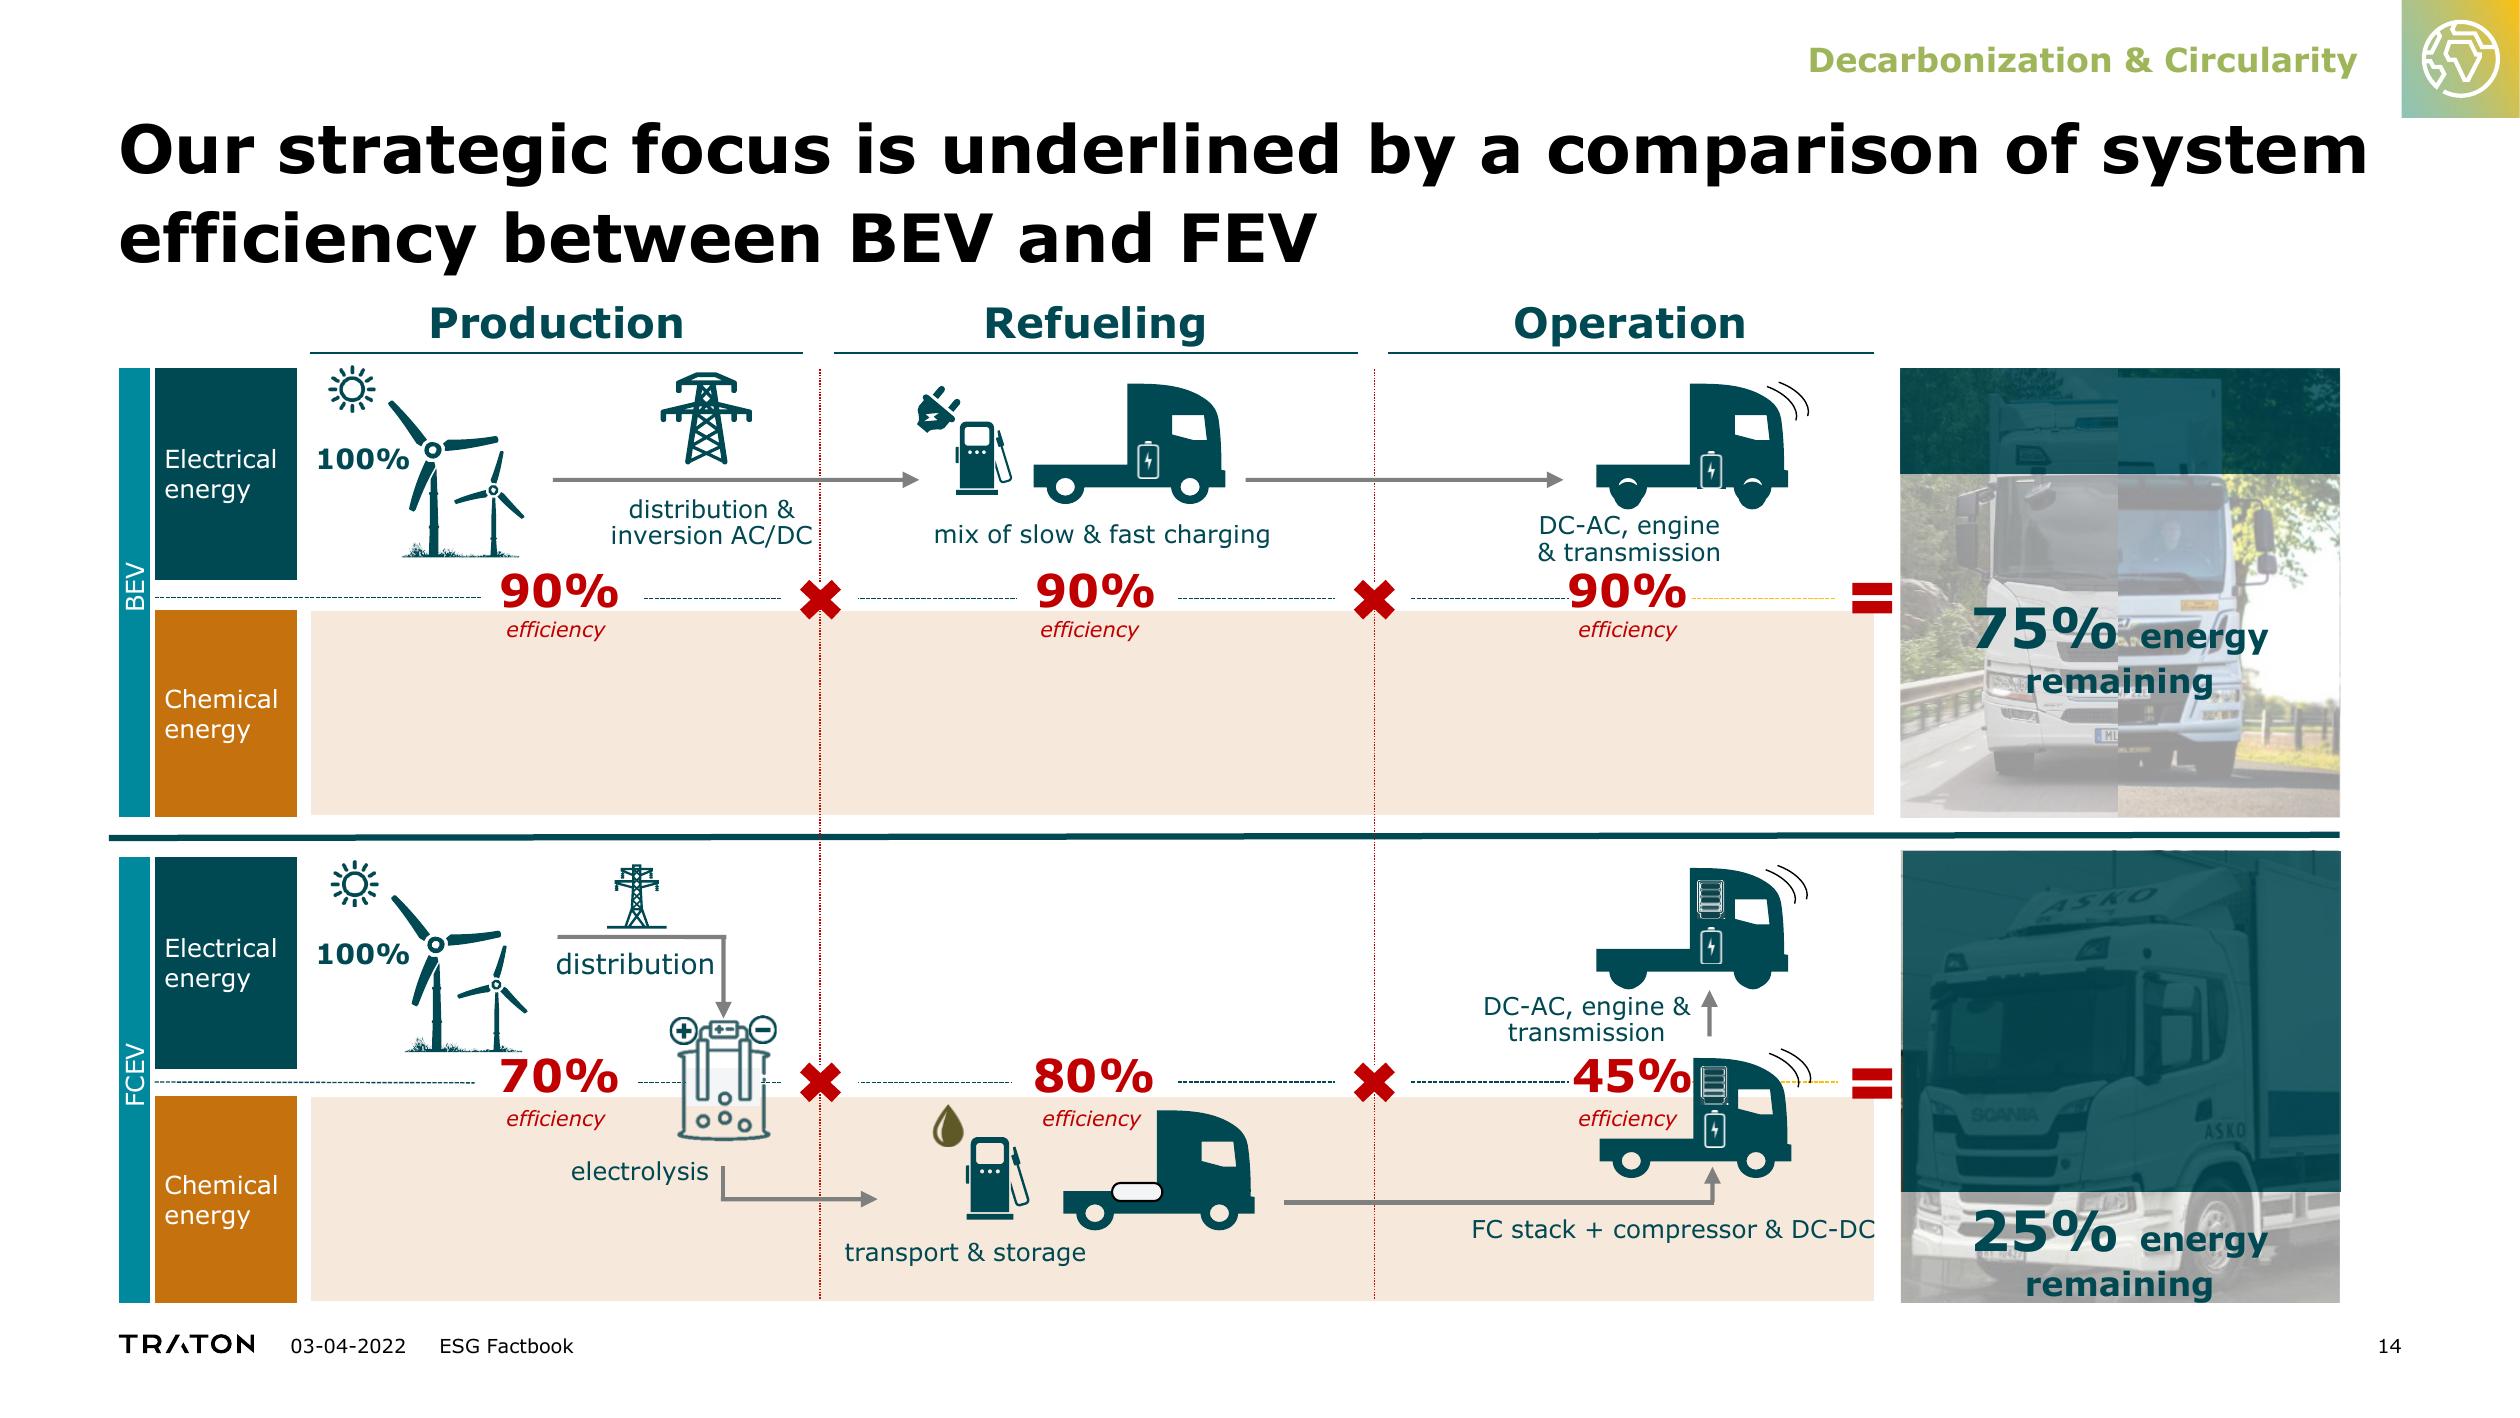 Decarbonization & Circularity
Our strategic focus is underlined by a comparison of system
efficiency between BEV and FEV
Production
Refueling
Operation
BEV
Electrical
energy
100%
distribution &
inversion AC/DC
mix of slow & fast charging
DC-AC, engine
& transmission
90%
efficiency
90%
efficiency
90%
efficiency
=
75% energy
remaining
Chemical
energy
FCEV
Electrical
energy
100%
distribution
DC-AC, engine &
transmission
70%
efficiency
80%
efficiency
45%
efficiency
=
ASKO
SCANIA
ASKO
25% energy
remaining
Chemical
energy
electrolysis
transport & storage
FC stack + compressor & DC-DC
TRATON
03-04-2022
ESG Factbook
14